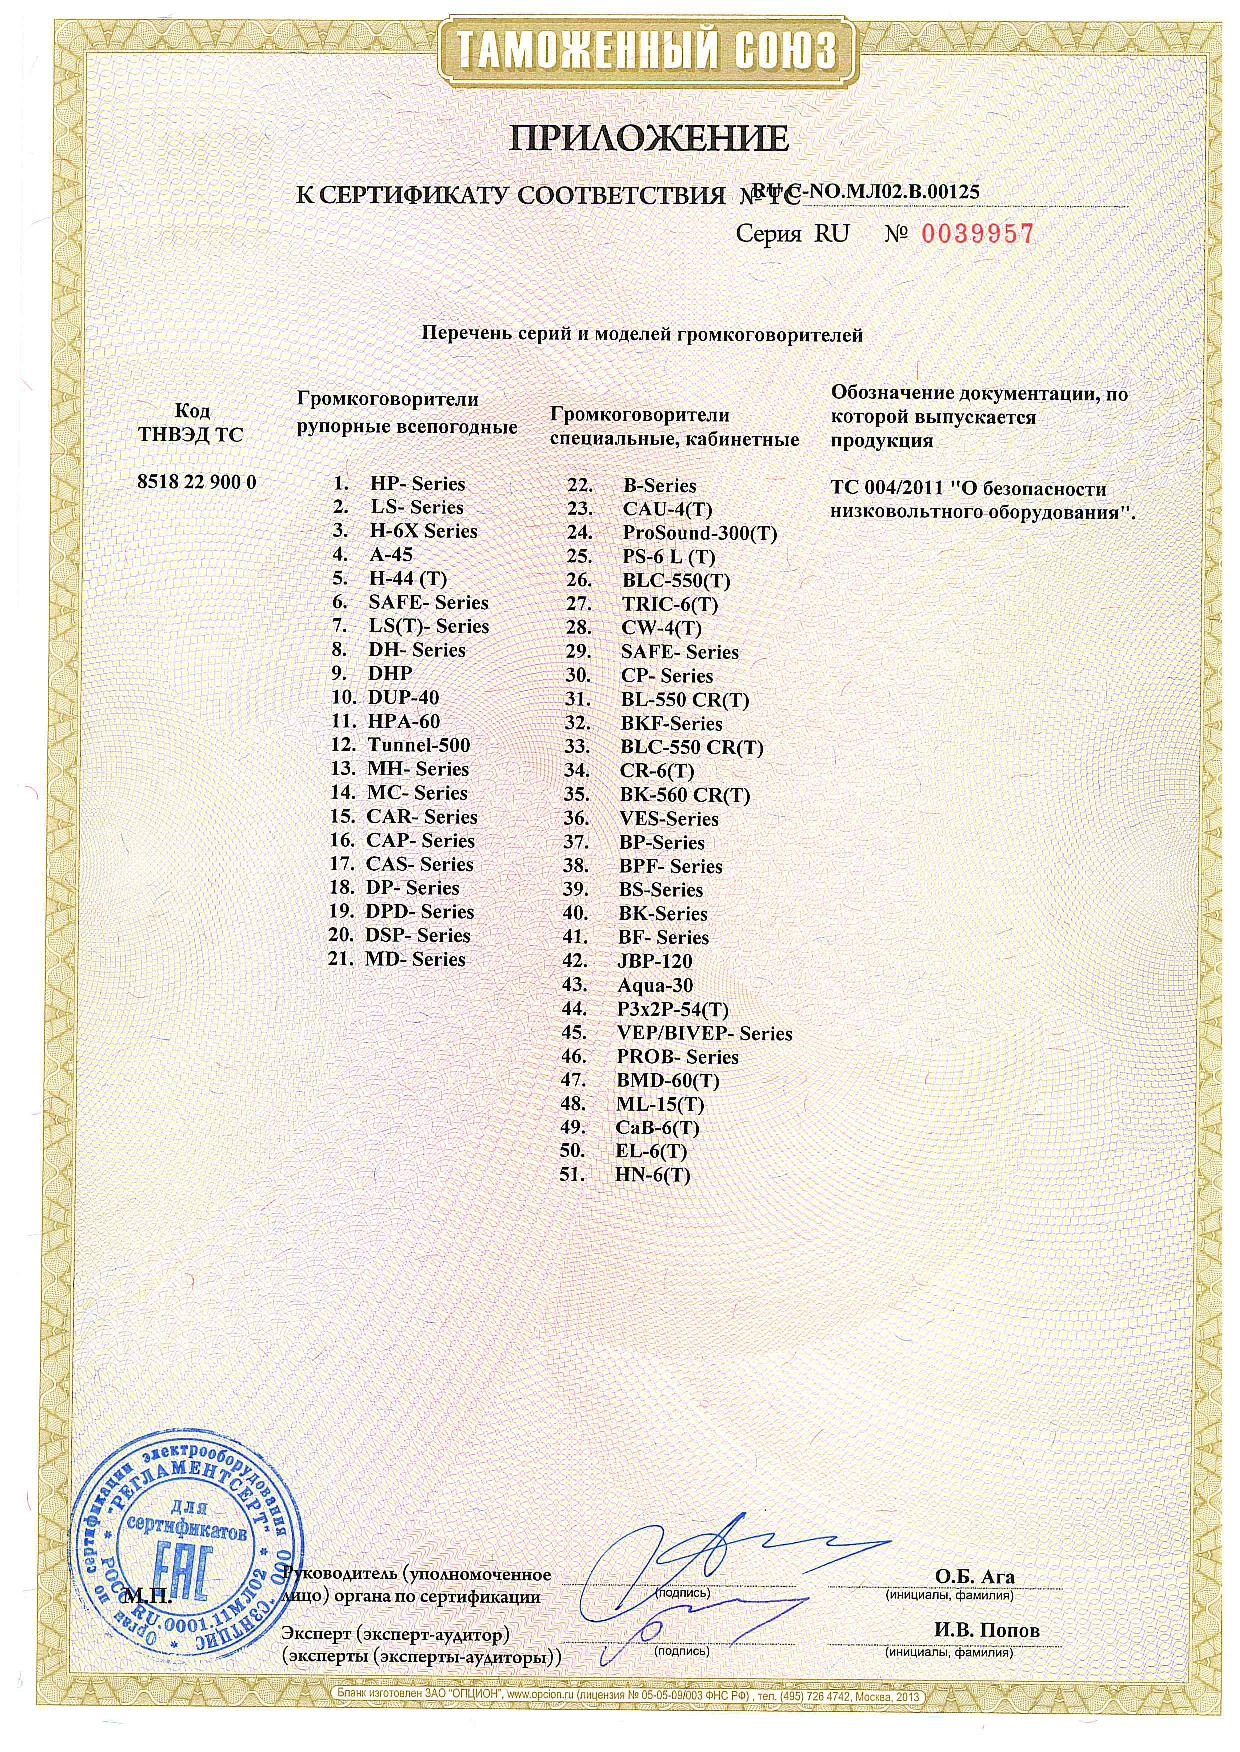 ТАМОЖЕННЫЙ СОЮЗ
ПРИЛОЖЕНИЕ
К СЕРТИФИКАТУ СООТВЕТСТВИЯ № ТС RU C-NO.МЛ02.В.00125
Серия RU № 0039957
Перечень серий и моделей громкоговорителей
Код
ТНВЭД ТС
Громкоговорители
рупорные всепогодные
Громкоговорители
специальные, кабинетные
Обозначение документации, по
которой выпускается
продукция
8518 22 900 0
1. HP- Series
2. LS- Series
3. H-6X Series
4. A-45
5. H-44 (T)
6. SAFE- Series
7. LS(T)- Series
8. DH- Series
9. DHP
10. DUP-40
11. HPA-60
12. Tunnel-500
13. MH- Series
14. MC- Series
15. CAR- Series
16. CAP- Series
17. CAS- Series
18. DP- Series
19. DPD- Series
20. DSP- Series
21. MD- Series
22. B-Series
23. CAU-4(T)
24. ProSound-300(T)
25. PS-6 L (T)
26. BLC-550(T)
27. TRIC-6(T)
28. CW-4(T)
29. SAFE- Series
30. CP- Series
31. BL-550 CR(T)
32. BKF-Series
33. BLC-550 CR(T)
34. CR-6(T)
35. BK-560 CR(T)
36. VES-Series
37. BP-Series
38. BPF- Series
39. BS-Series
40. BK-Series
41. BF- Series
42. JBP-120
43. Aqua-30
44. P3x2P-54(T)
45. VEP/BIVEP- Series
46. PROB- Series
47. BMD-60(T)
48. ML-15(T)
49. CaB-6(T)
50. EL-6(T)
51. HN-6(T)
ТС 004/2011 "О безопасности
низковольтного оборудования".
Орган по сертификации электрооборудования ООО "СЗНТПИС"
"РЕГЛАМЕНТСЕРТ"
РОСС RU.0001.11МЛ02
для
сертификатов
ЕАС
М.П.
Руководитель (уполномоченное
лицо) органа по сертификации
(подпись)
О.Б. Ага
(инициалы, фамилия)
Эксперт (эксперт-аудитор)
(эксперты (эксперты-аудиторы))
(подпись)
И.В. Попов
(инициалы, фамилия)
Бланк изготовлен ЗАО "ОПЦИОН", www.opcion.ru (лицензия № 05-05-09/003 ФНС РФ) , тел. (495) 726 4742, Москва, 2013